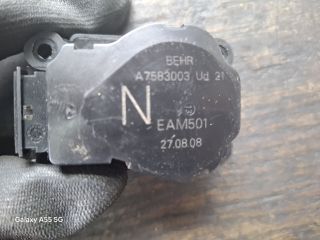 BEHR
A7583003 Ud 21
N
EAM501
27.08.08
Galaxy A55 5G